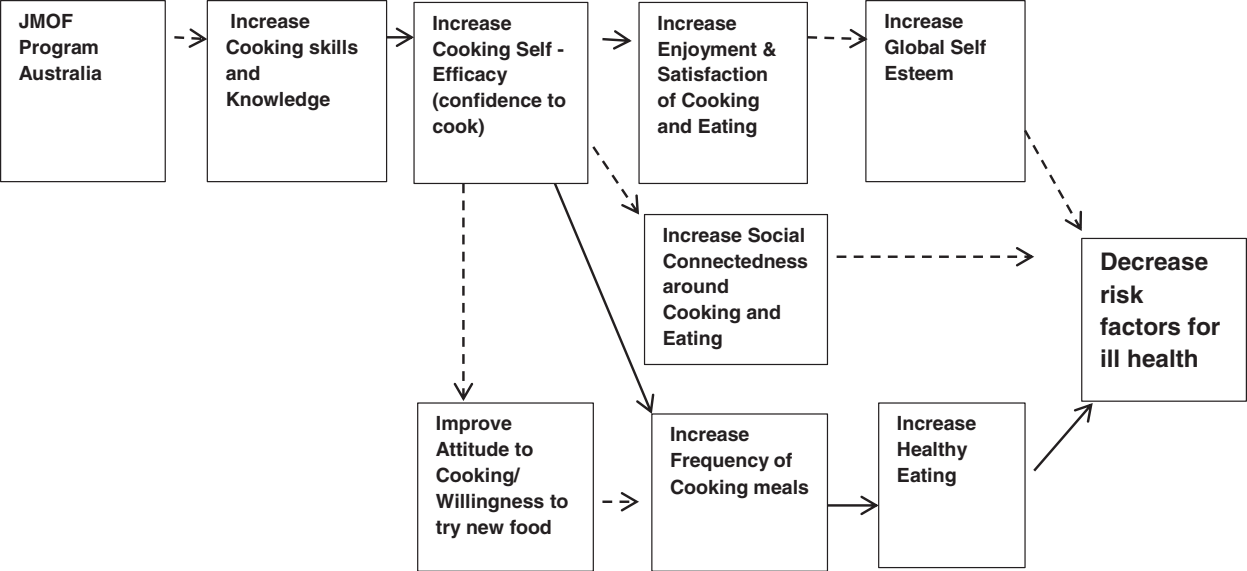 JMOF
Program
Australia
Increase
Cooking skills
and
Knowledge
Increase
Cooking Self -
Efficacy
(confidence to
cook)
Increase
Enjoyment &
Satisfaction
of Cooking
and Eating
Increase
Global Self
Esteem
Increase Social
Connectedness
around
Cooking and
Eating
Decrease
risk
factors for
ill health
Improve
Attitude to
Cooking/
Willingness to
try new food
Increase
Frequency of
Cooking meals
Increase
Healthy
Eating